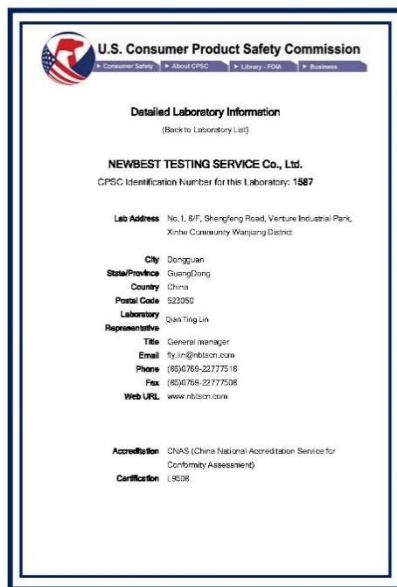 U.S. Consumer Product Safety Commission
Consumer Safety About CPSC Library - FOIA Business
Datailed Laboratory Information
(Back to Laboratory List)
NEWBEST TESTING SERVICE Co., Ltd.
CPSC Identification Number for this Laboratory: 1587
Lab Address No.1, 6/F, Shengfeng Road, Venture Industrial Park,
Xinhe Community Wanjiang District
City Dongguan
State/Province GuangDong
Country China
Postal Code 523050
Laboratory Qian Ting Lin
Representative
Title General manager
Email fly.lin@nbtscn.com
Phone (86)0769-22777518
Fax (86)0769-22777508
Web URL www.nbtscn.com
Accreditation CNAS (China National Accreditation Service for
Conformity Assessment)
Certification L9508